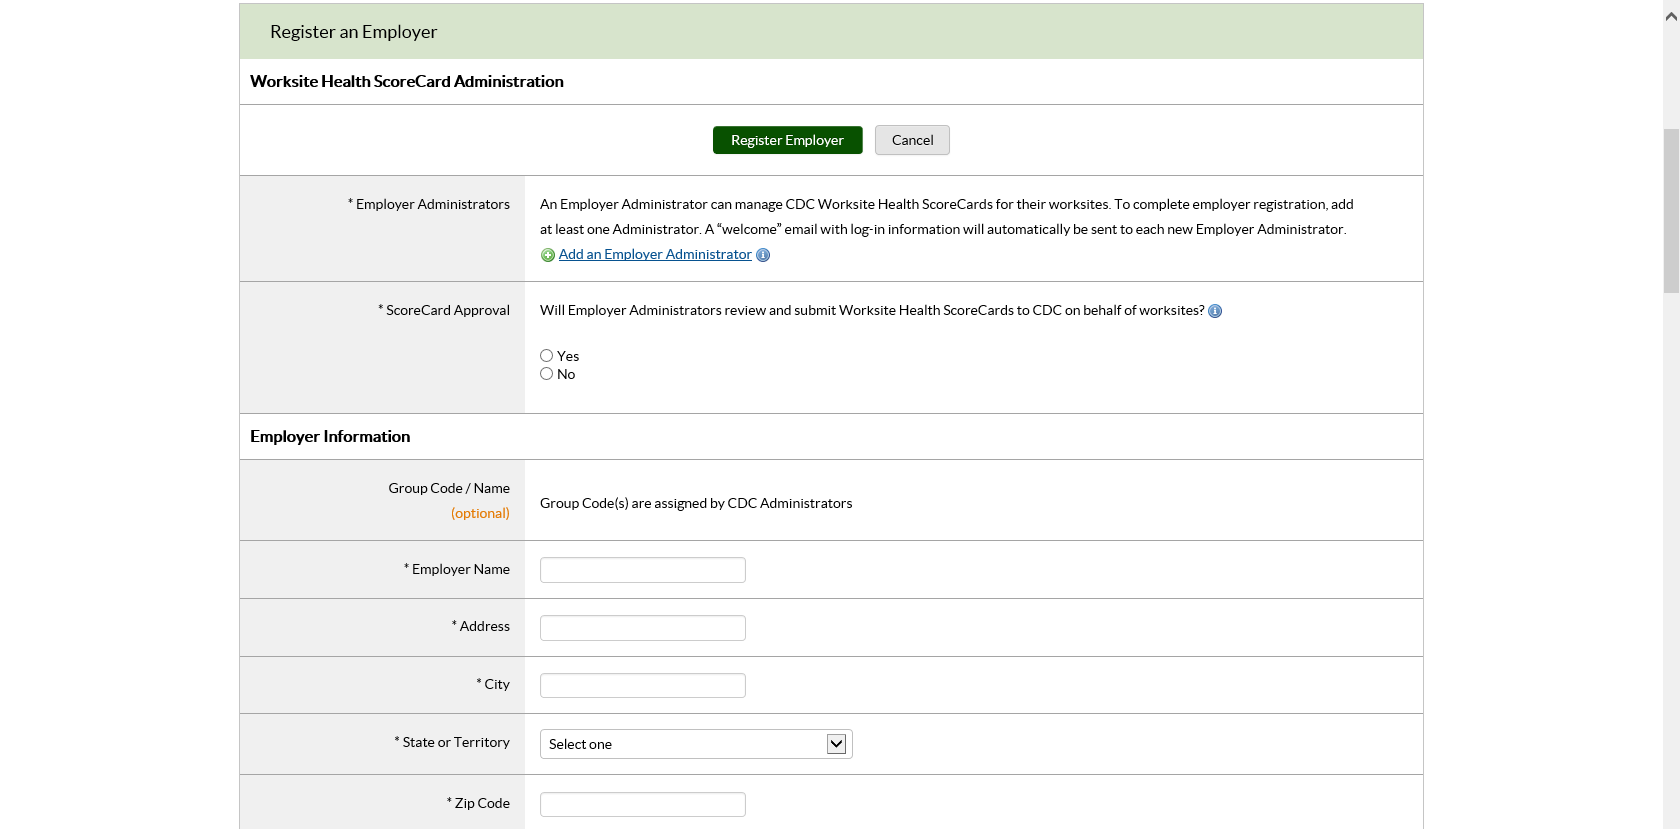 Register an Employer
Worksite Health ScoreCard Administration
Register Employer Cancel
* Employer Administrators
An Employer Administrator can manage CDC Worksite Health ScoreCards for their worksites. To complete employer registration, add
at least one Administrator. A “welcome” email with log-in information will automatically be sent to each new Employer Administrator.
Add an Employer Administrator
* ScoreCard Approval
Will Employer Administrators review and submit Worksite Health ScoreCards to CDC on behalf of worksites?
Yes
No
Employer Information
Group Code / Name
(optional)
Group Code(s) are assigned by CDC Administrators
* Employer Name
* Address
* City
* State or Territory
Select one
* Zip Code